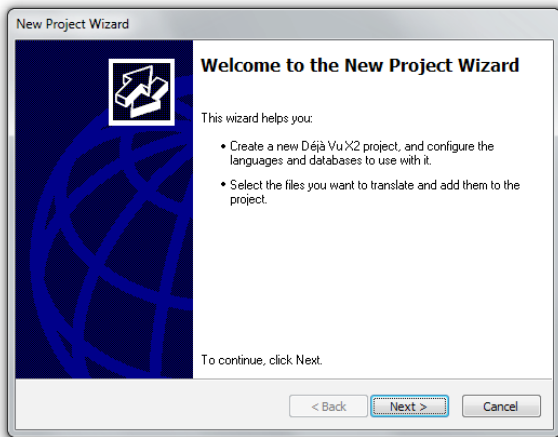 New Project Wizard
Welcome to the New Project Wizard
This wizard helps you:
• Create a new Déjà Vu X2 project, and configure the
languages and databases to use with it.
• Select the files you want to translate and add them to the
project.
To continue, click Next.
< Back
Next >
Cancel